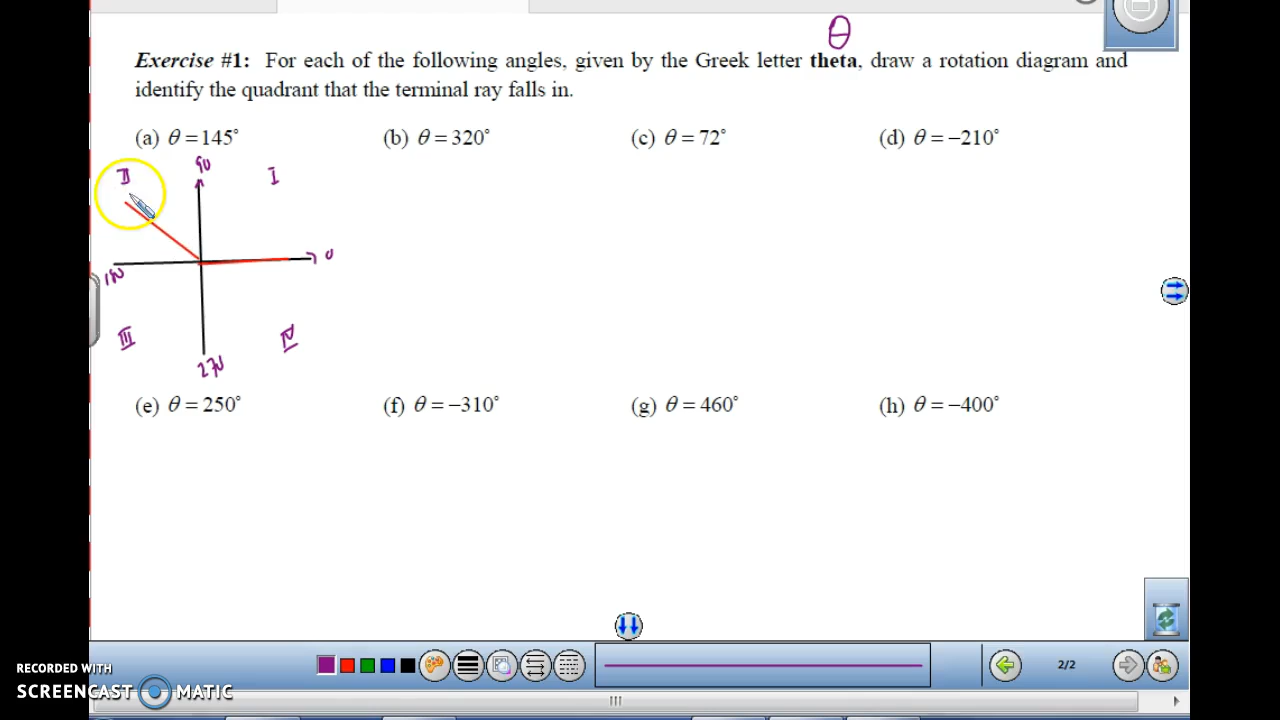 θ
Exercise #1: For each of the following angles, given by the Greek letter theta, draw a rotation diagram and
identify the quadrant that the terminal ray falls in.
(a) θ = 145° (b) θ = 320° (c) θ = 72° (d) θ = −210°
90
II I
0
180
III IV
270
(e) θ = 250° (f) θ = −310° (g) θ = 460° (h) θ = −400°
2/2
RECORDED WITH
SCREENCAST MATIC